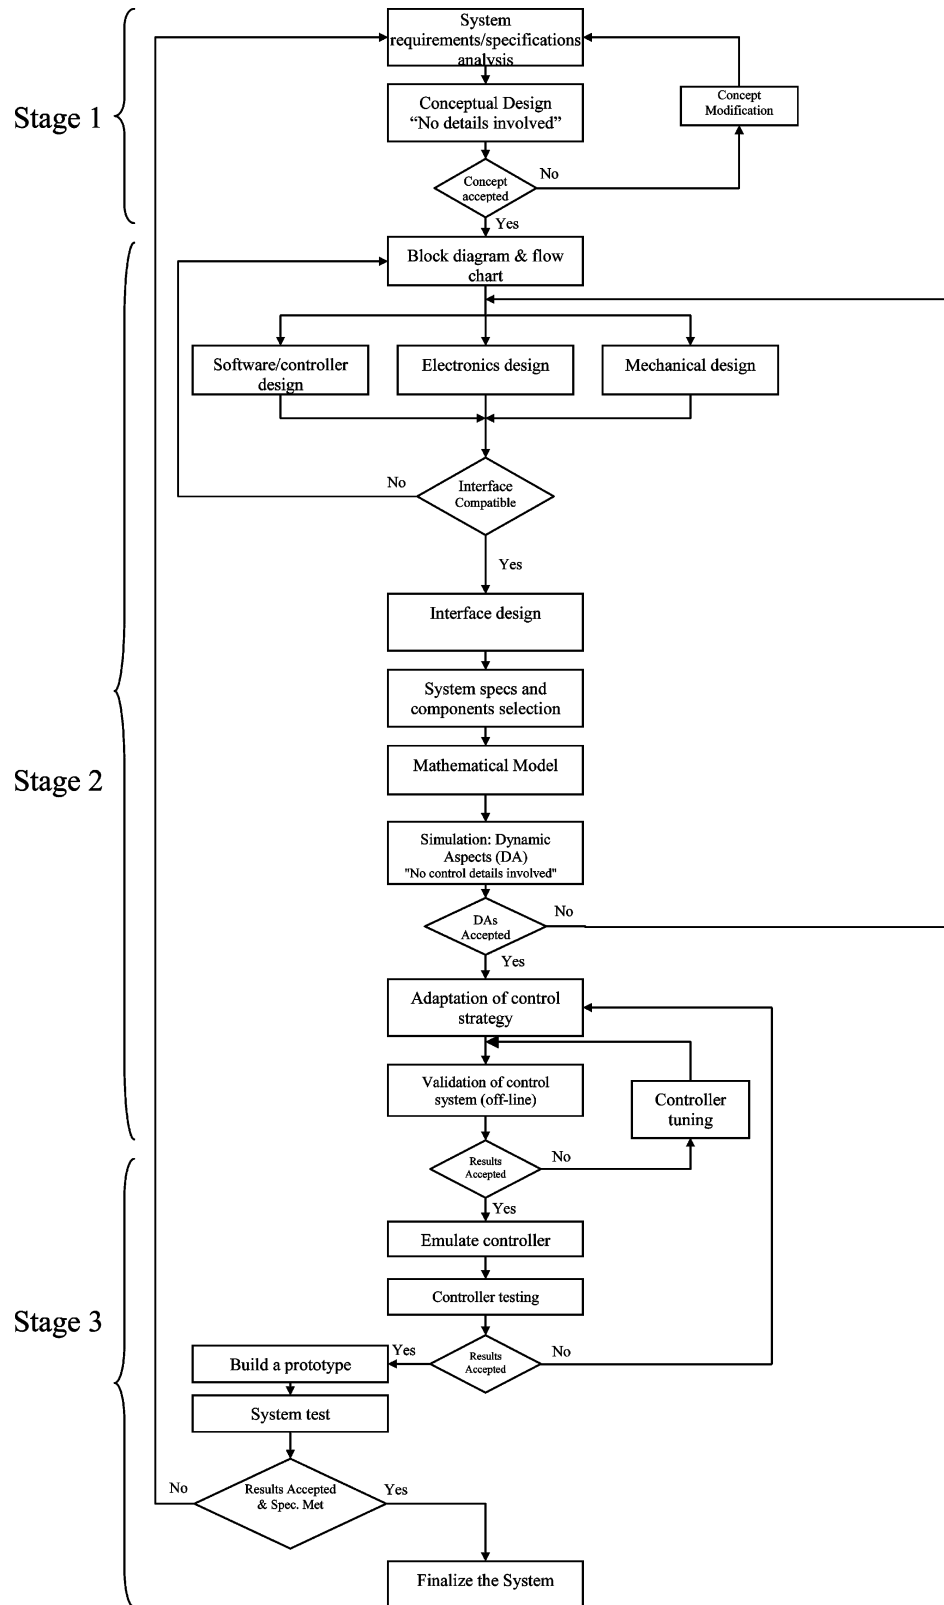 System
requirements/specifications
analysis
Stage 1
Conceptual Design
“No details involved”
Concept
Modification
Concept
accepted
No
Yes
Block diagram & flow
chart
Software/controller
design
Electronics design
Mechanical design
No
Interface
Compatible
Yes
Interface design
System specs and
components selection
Stage 2
Mathematical Model
Simulation: Dynamic
Aspects (DA)
"No control details involved"
DAs
Accepted
No
Yes
Adaptation of control
strategy
Validation of control
system (off-line)
Controller
tuning
Results
Accepted
No
Yes
Emulate controller
Controller testing
Stage 3
Results
Accepted
Yes
No
Build a prototype
System test
No
Results Accepted
& Spec. Met
Yes
Finalize the System